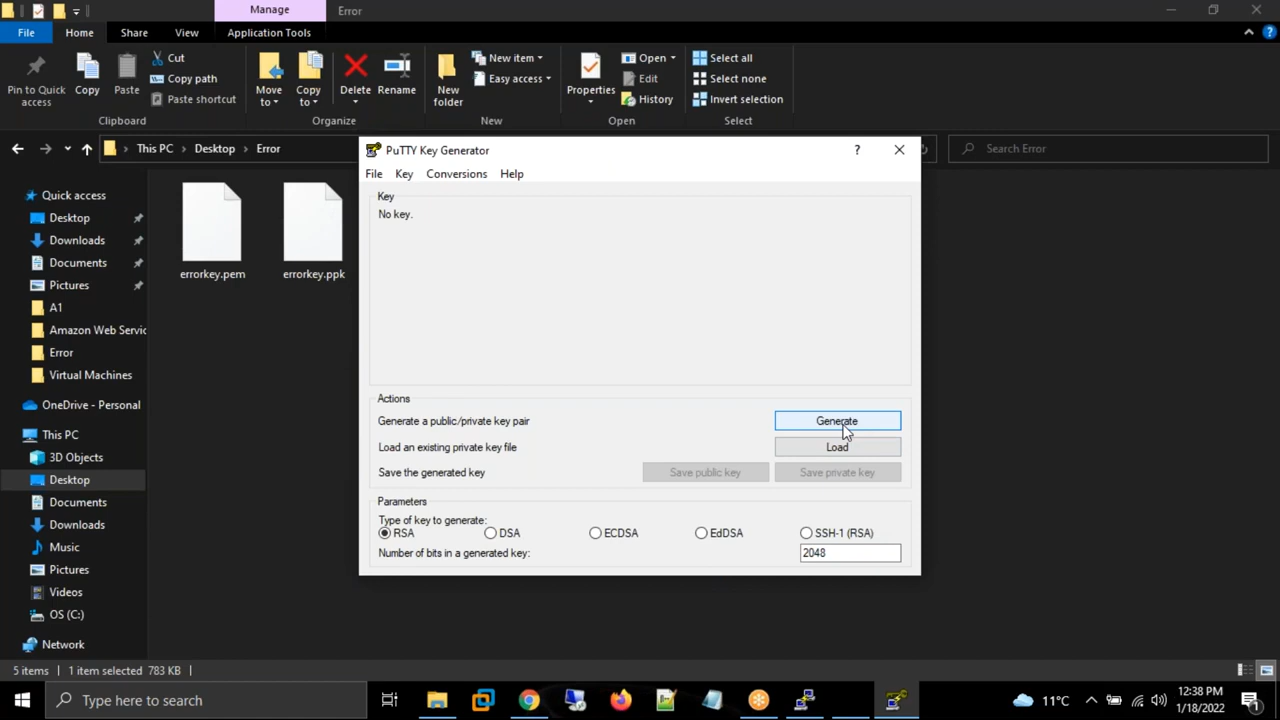 Manage
Error
File
Home
Share
View
Application Tools
Pin to Quick access
Copy
Paste
Cut
Copy path
Paste shortcut
Clipboard
Move to
Copy to
Delete
Rename
Organize
New folder
New item
Easy access
New
Properties
Open
Edit
History
Open
Select all
Select none
Invert selection
Select
This PC > Desktop > Error
Search Error
Quick access
Desktop
Downloads
Documents
Pictures
A1
Amazon Web Servic
Error
Virtual Machines
OneDrive - Personal
This PC
3D Objects
Desktop
Documents
Downloads
Music
Pictures
Videos
OS (C:)
Network
errorkey.pem
errorkey.ppk
PuTTY Key Generator
?
File
Key
Conversions
Help
Key
No key.
Actions
Generate a public/private key pair
Generate
Load an existing private key file
Load
Save the generated key
Save public key
Save private key
Parameters
Type of key to generate:
RSA
DSA
ECDSA
EdDSA
SSH-1 (RSA)
Number of bits in a generated key:
2048
5 items
1 item selected 783 KB
Type here to search
11°C
12:38 PM
1/18/2022
1